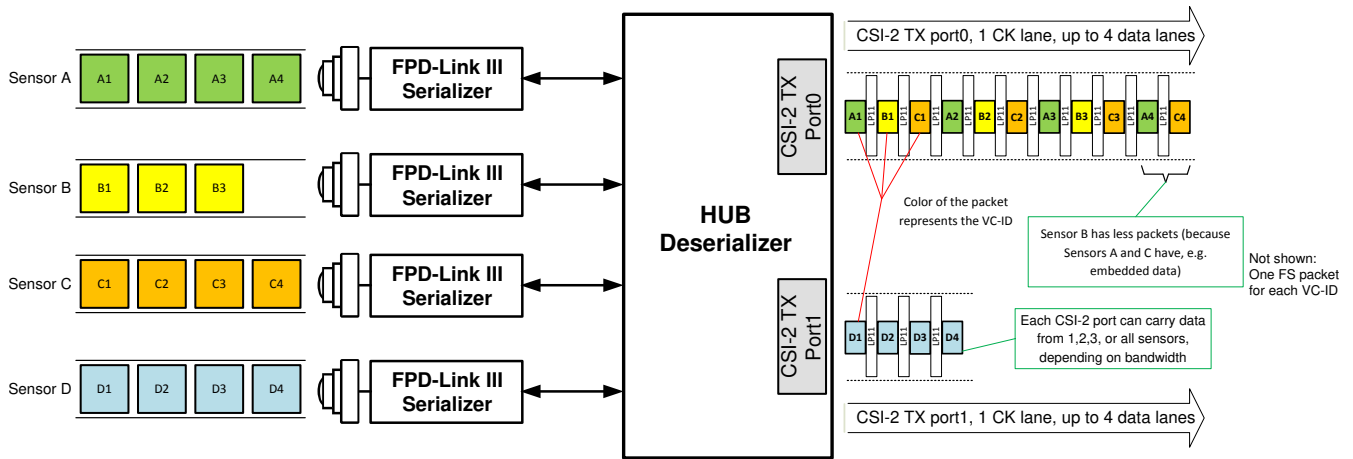 Sensor A
A1 A2 A3 A4
FPD-Link III
Serializer
Sensor B
B1 B2 B3
FPD-Link III
Serializer
Sensor C
C1 C2 C3 C4
FPD-Link III
Serializer
Sensor D
D1 D2 D3 D4
FPD-Link III
Serializer
HUB
Deserializer
CSI-2 TX
Port0
CSI-2 TX
Port1
CSI-2 TX port0, 1 CK lane, up to 4 data lanes
A1 LP11 B1 LP11 C1 LP11 A2 LP11 B2 LP11 C2 LP11 A3 LP11 B3 LP11 C3 LP11 A4 LP11 C4
Color of the packet
represents the VC-ID
Sensor B has less packets (because
Sensors A and C have, e.g.
embedded data)
Not shown:
One FS packet
for each VC-ID
D1 LP11 D2 LP11 D3 LP11 D4
Each CSI-2 port can carry data
from 1,2,3, or all sensors,
depending on bandwidth
CSI-2 TX port1, 1 CK lane, up to 4 data lanes